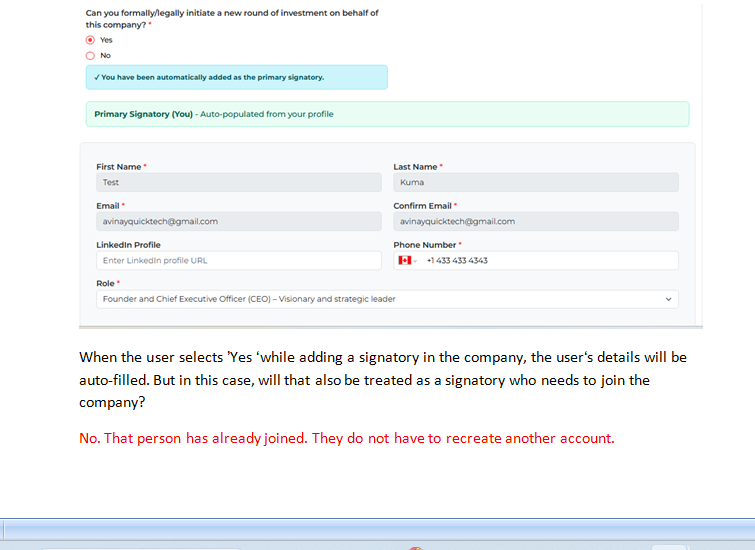 Can you formally/legally initiate a new round of investment on behalf of
this company? *
Yes
No
✓ You have been automatically added as the primary signatory.
Primary Signatory (You) - Auto-populated from your profile
First Name *
Last Name *
Test
Kuma
Email *
Confirm Email *
avinayquicktech@gmail.com
avinayquicktech@gmail.com
LinkedIn Profile
Phone Number *
Enter LinkedIn profile URL
+1 433 433 4343
Role *
Founder and Chief Executive Officer (CEO) – Visionary and strategic leader
When the user selects ’Yes ‘while adding a signatory in the company, the user’s details will be
auto-filled. But in this case, will that also be treated as a signatory who needs to join the
company?
No. That person has already joined. They do not have to recreate another account.